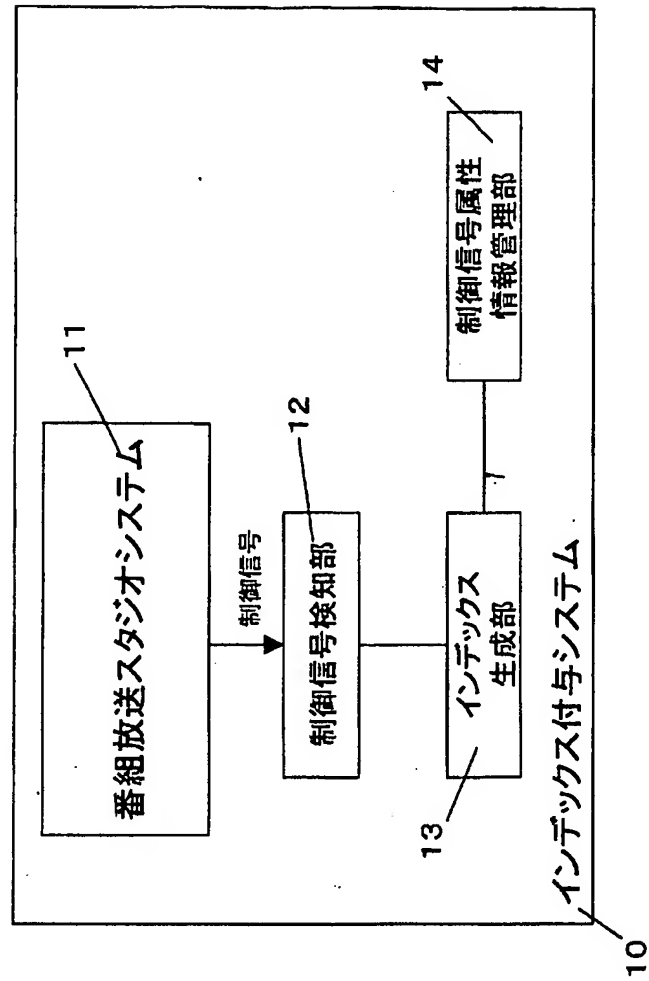 11
番組放送スタジオシステム
制御信号
12
制御信号検知部
13
インデックス
生成部
14
制御信号属性
情報管理部
インデックス付与システム
10